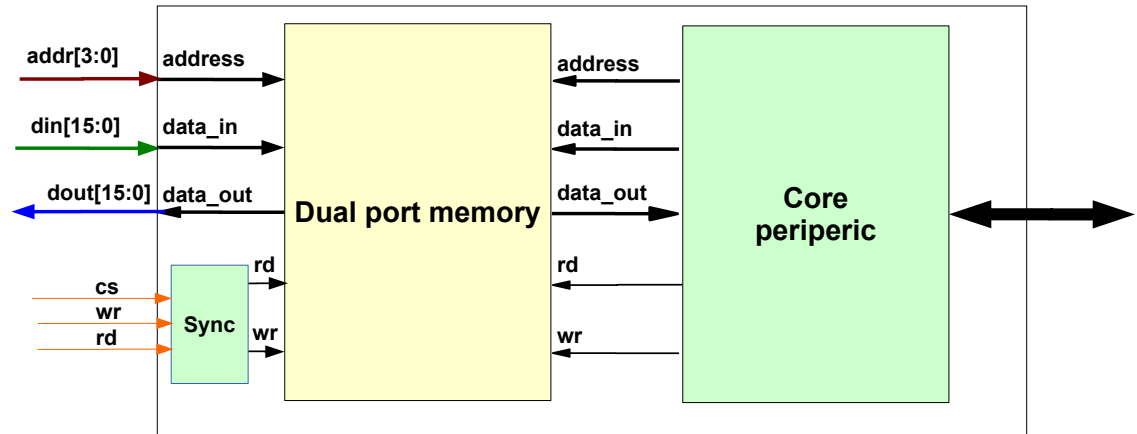 addr[3:0]
address
address
din[15:0]
data_in
data_in
dout[15:0]
data_out
data_out
Dual port memory
Core
periperic
rd
rd
cs
wr
rd
Sync
wr
wr